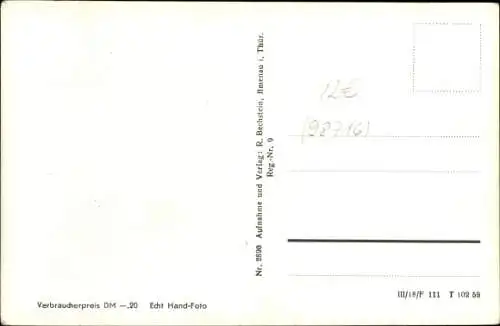 12€
(98716)
Nr. 2690 Aufnahme und Verlag: R. Bechstein, Ilmenau i. Thür.
Reg.-Nr. 9
Verbraucherpreis DM —,20 Echt Hand-Foto
III/18/F 111 T 102 59